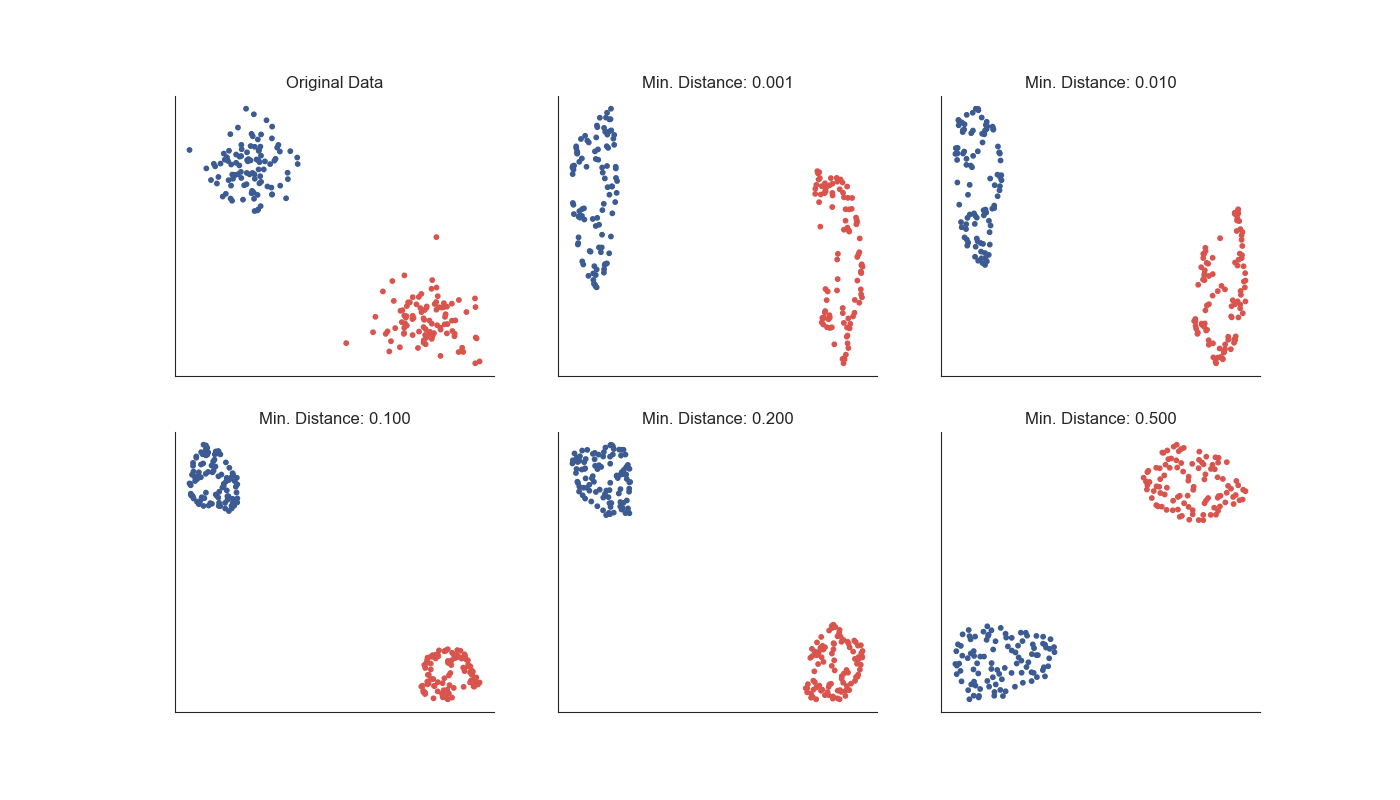 Original Data
Min. Distance: 0.001
Min. Distance: 0.010
Min. Distance: 0.100
Min. Distance: 0.200
Min. Distance: 0.500